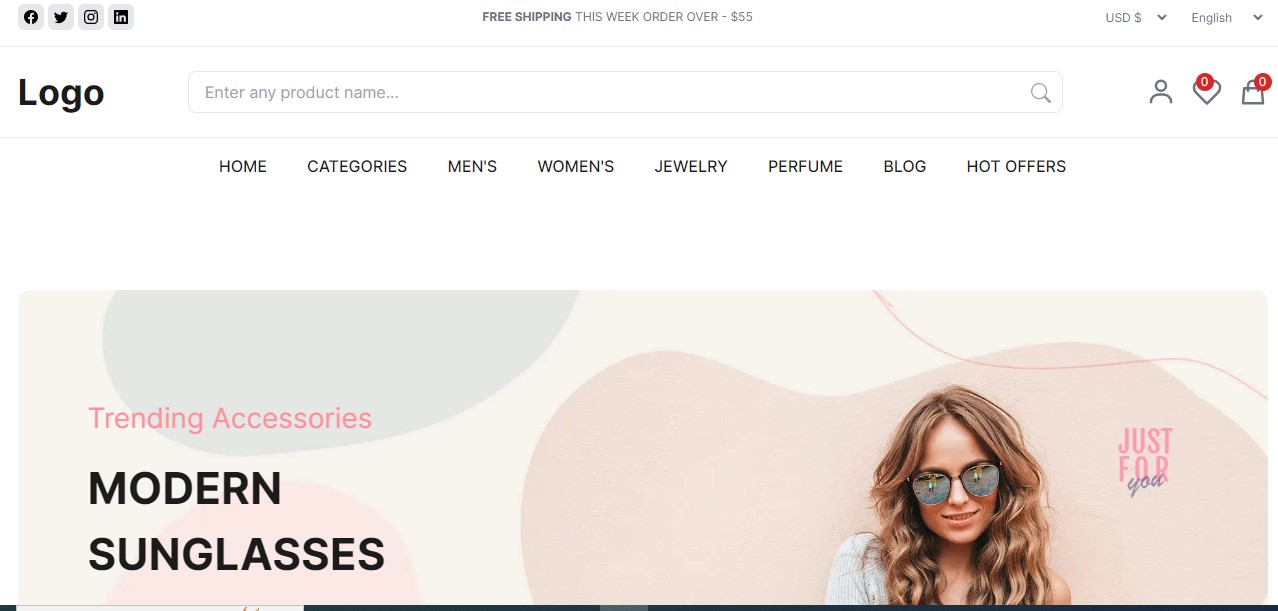 FREE SHIPPING THIS WEEK ORDER OVER - $55
USD $
English
Logo
Enter any product name...
0
0
HOME CATEGORIES MEN'S WOMEN'S JEWELRY PERFUME BLOG HOT OFFERS
Trending Accessories
MODERN
SUNGLASSES
JUST
FOR
you